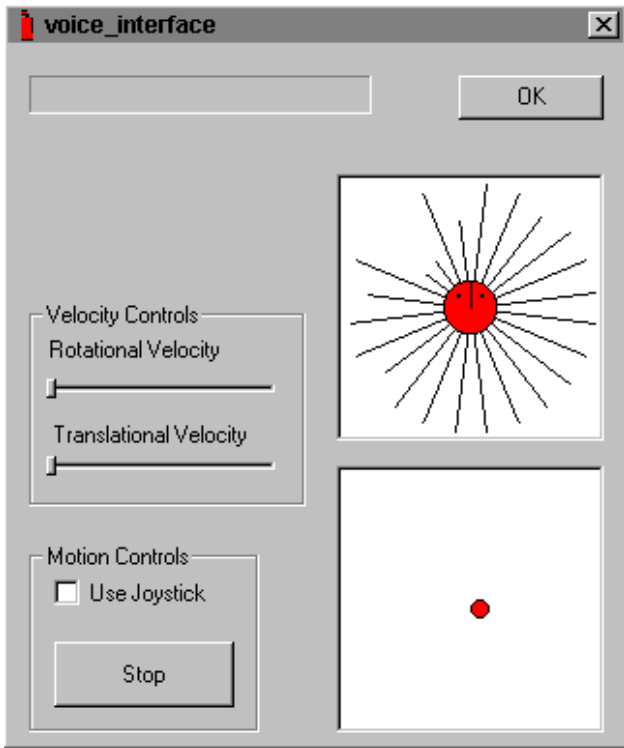 voice_interface
OK
Velocity Controls
Rotational Velocity
Translational Velocity
Motion Controls
Use Joystick
Stop